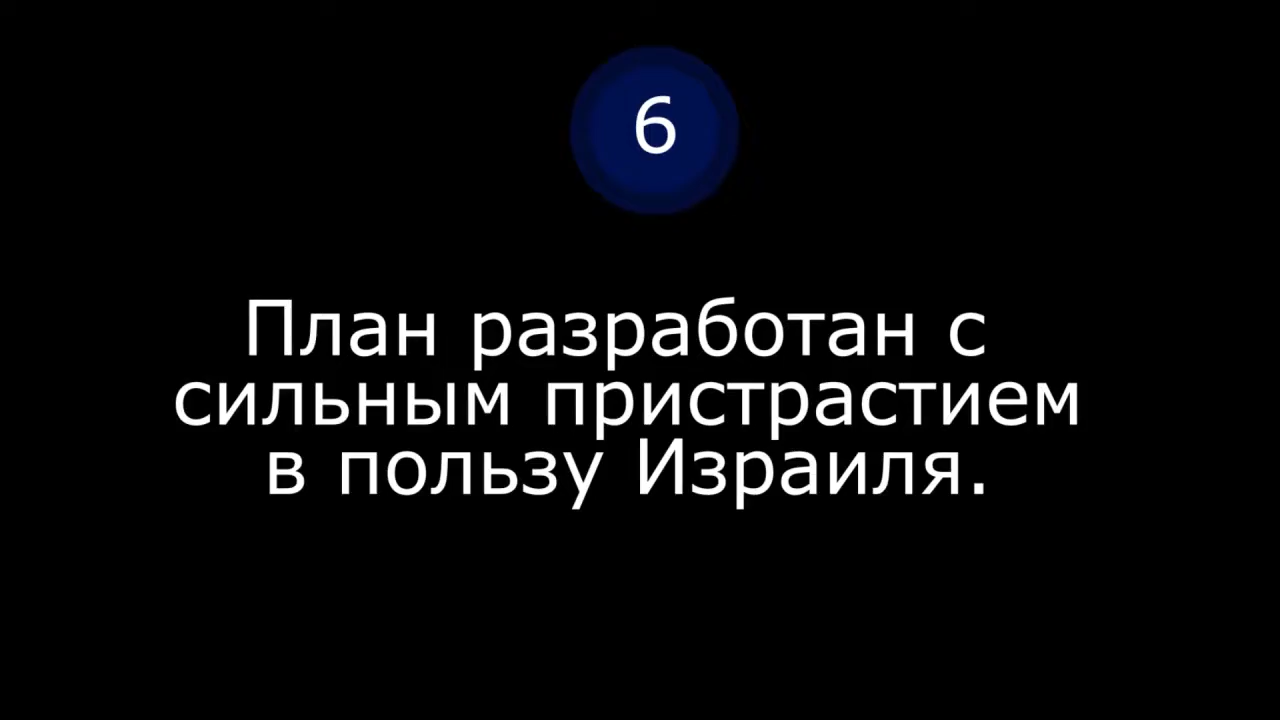 6
План разработан с
сильным пристрастием
в пользу Израиля.